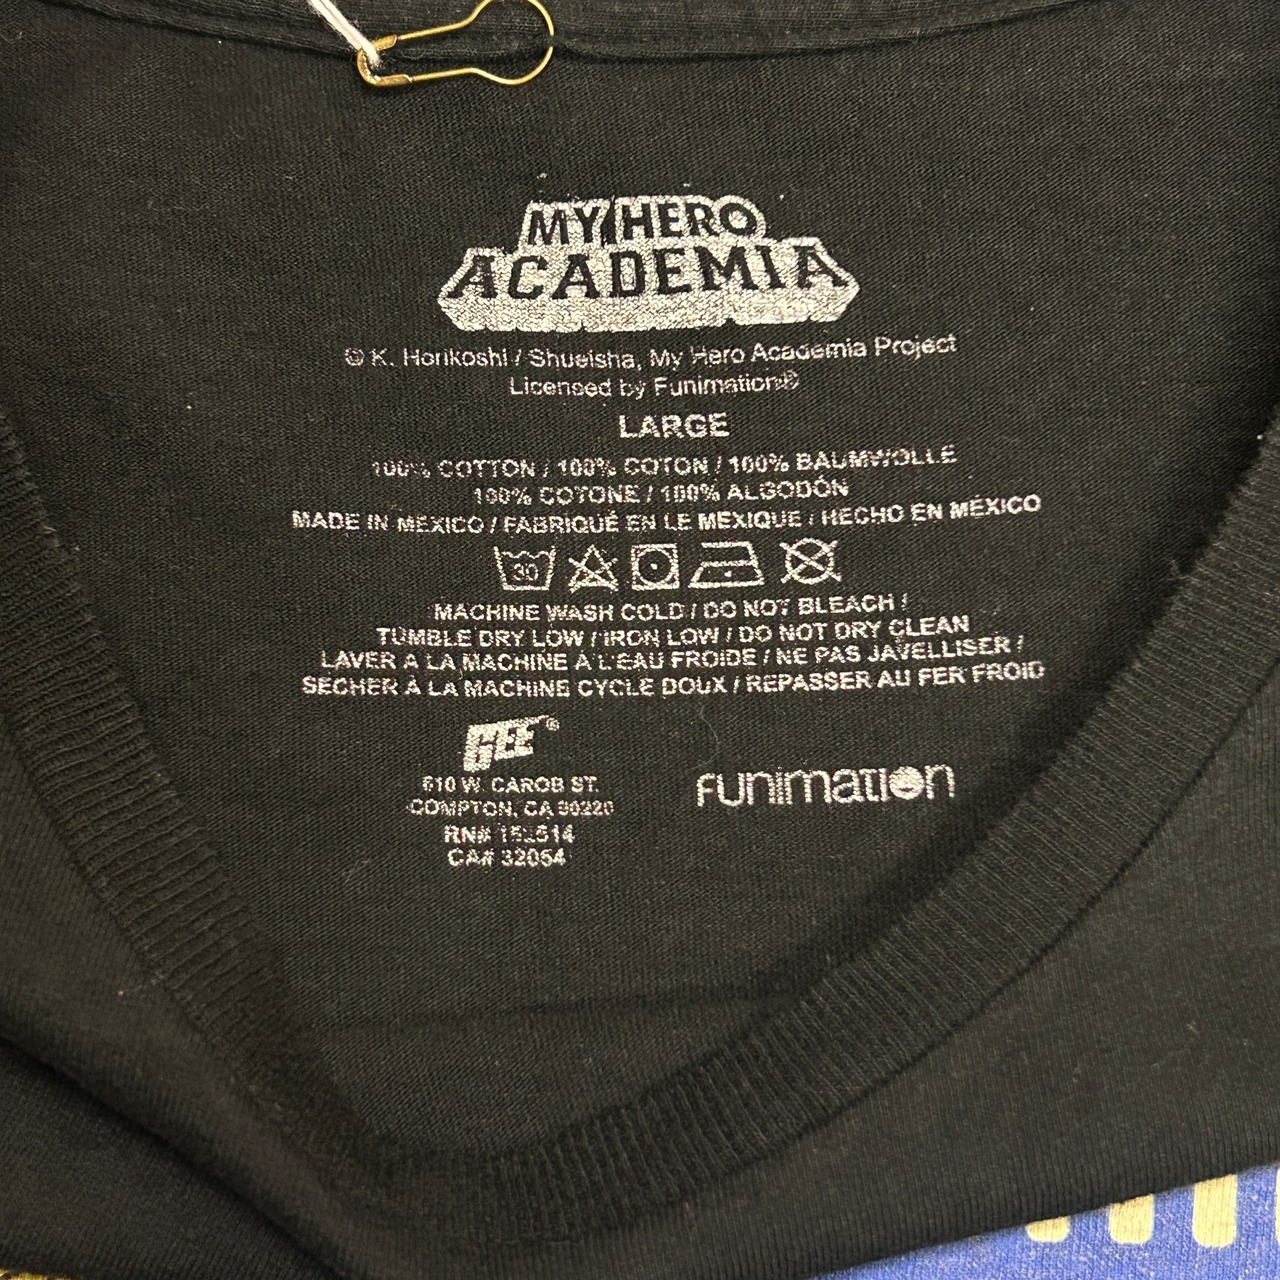 MY HERO
ACADEMIA
© K. Horikoshi / Shueisha, My Hero Academia Project
Licensed by Funimation®
LARGE
100% COTTON / 100% COTON / 100% BAUMWOLLE
100% COTONE / 100% ALGODÓN
MADE IN MEXICO / FABRIQUÉ EN LE MEXIQUE / HECHO EN MÉXICO
30
MACHINE WASH COLD / DO NOT BLEACH /
TUMBLE DRY LOW / IRON LOW / DO NOT DRY CLEAN
LAVER À LA MACHINE À L'EAU FROIDE / NE PAS JAVELLISER /
SÉCHER À LA MACHINE CYCLE DOUX / REPASSER AU FER FROID
GEE®
610 W. CAROB ST.
COMPTON, CA 90220
RN#
CA# 32054
funimation